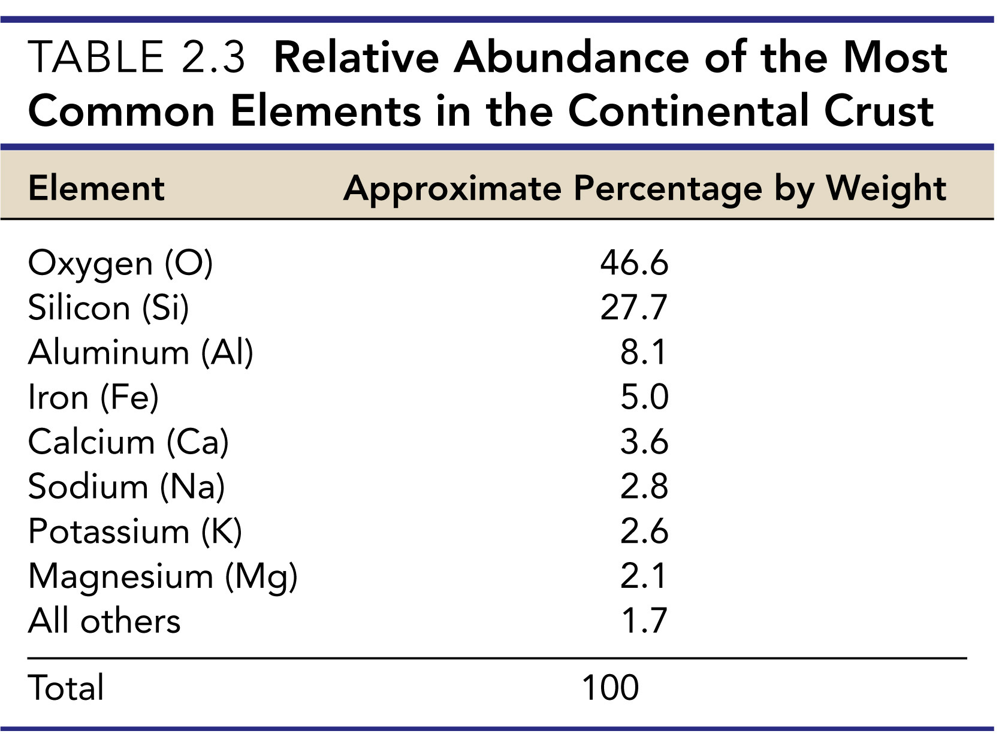 TABLE 2.3 Relative Abundance of the Most
Common Elements in the Continental Crust
Element Approximate Percentage by Weight
Oxygen (O) 46.6
Silicon (Si) 27.7
Aluminum (Al) 8.1
Iron (Fe) 5.0
Calcium (Ca) 3.6
Sodium (Na) 2.8
Potassium (K) 2.6
Magnesium (Mg) 2.1
All others 1.7
Total 100